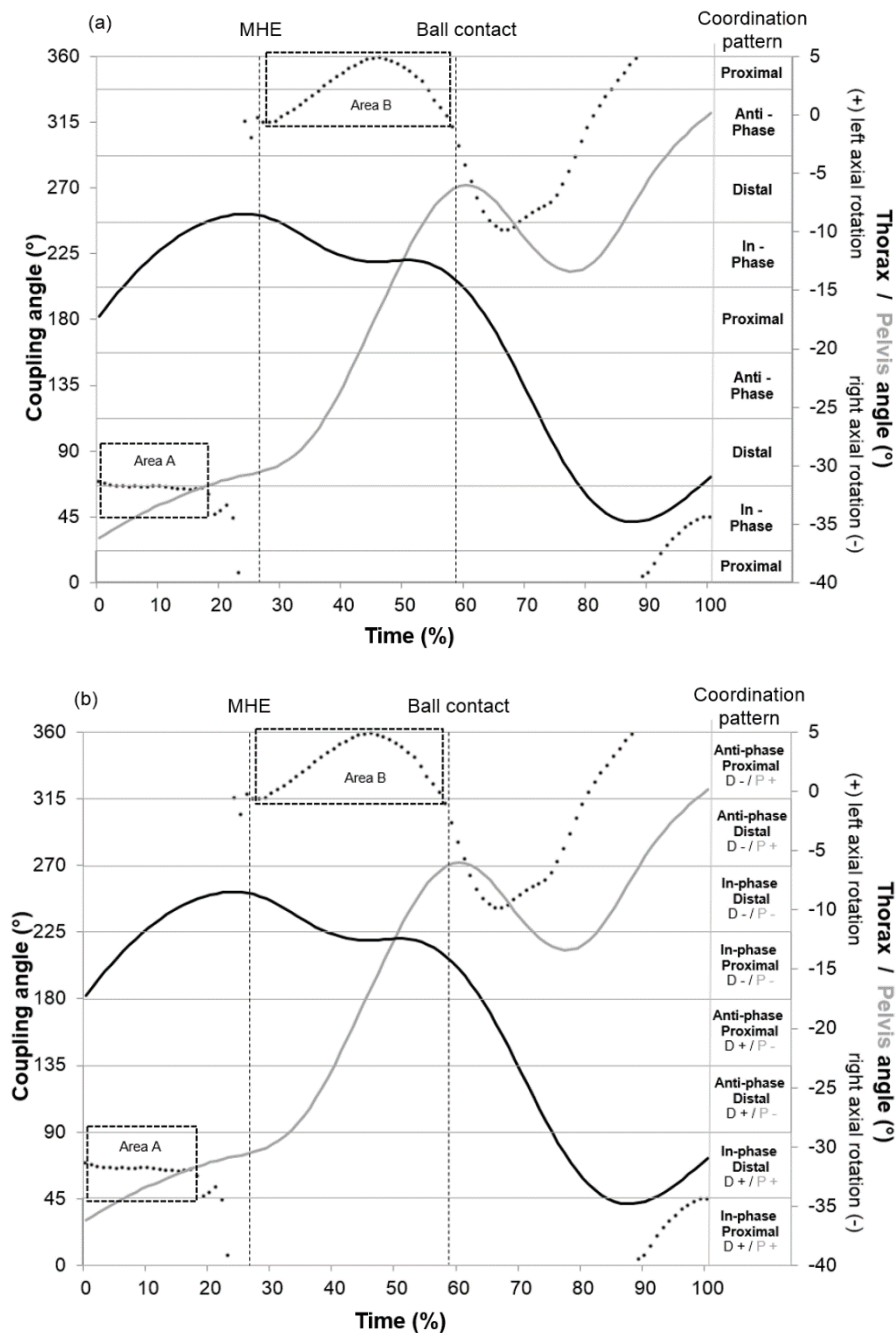 (a)
MHE
Ball contact
Coordination
pattern
360
315
270
225
180
135
90
45
0
Coupling angle (°)
Area A
Area B
Proximal
Anti -
Phase
Distal
In -
Phase
Proximal
Anti -
Phase
Distal
In -
Phase
Proximal
5
0
-5
-10
-15
-20
-25
-30
-35
-40
(+) left axial rotation
right axial rotation (-)
Thorax / Pelvis angle (°)
0 10 20 30 40 50 60 70 80 90 100
Time (%)
(b)
MHE
Ball contact
Coordination
pattern
360
315
270
225
180
135
90
45
0
Coupling angle (°)
Area A
Area B
Anti-phase
Proximal
D - / P +
Anti-phase
Distal
D - / P +
In-phase
Distal
D - / P -
In-phase
Proximal
D - / P -
Anti-phase
Proximal
D + / P -
Anti-phase
Distal
D + / P -
In-phase
Distal
D + / P +
In-phase
Proximal
D + / P +
5
0
-5
-10
-15
-20
-25
-30
-35
-40
(+) left axial rotation
right axial rotation (-)
Thorax / Pelvis angle (°)
0 10 20 30 40 50 60 70 80 90 100
Time (%)